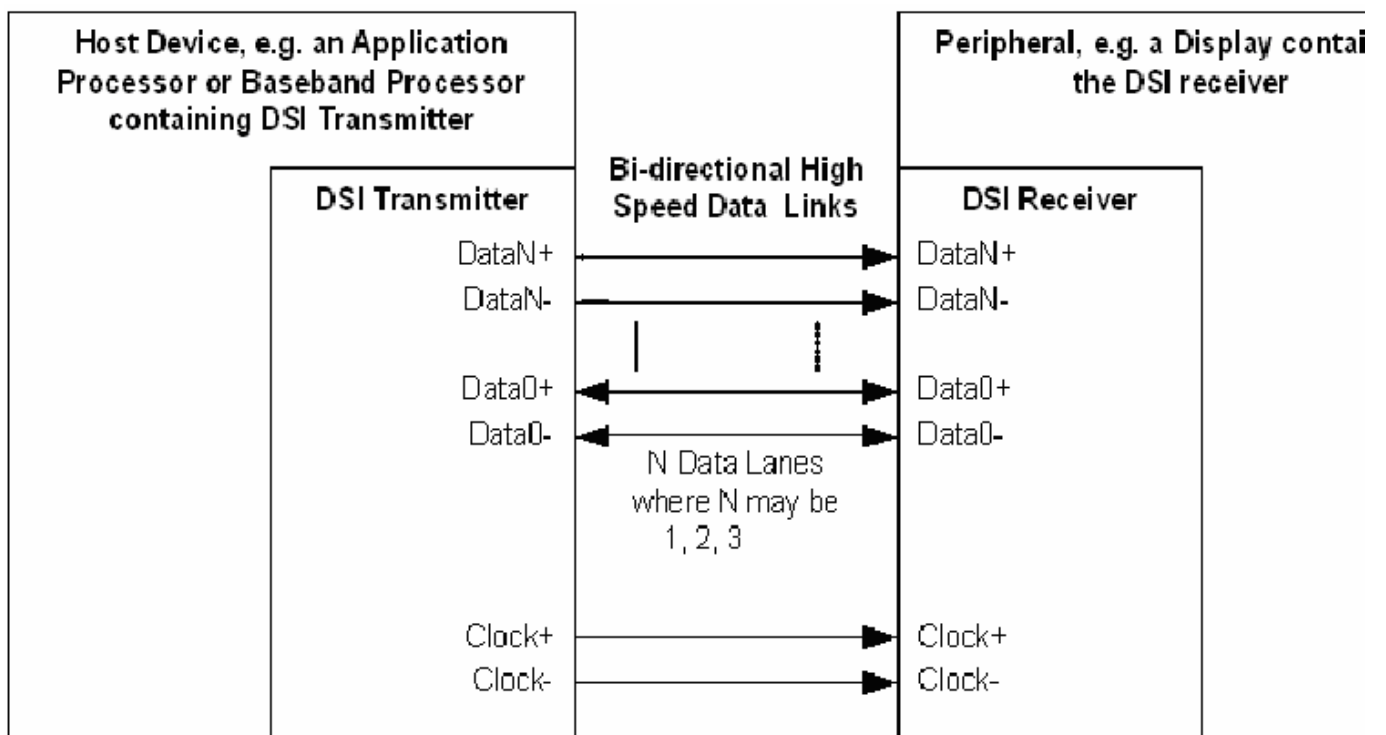 Host Device, e.g. an Application
Processor or Baseband Processor
containing DSI Transmitter
Peripheral, e.g. a Display contai
the DSI receiver
Bi-directional High
Speed Data Links
DSI Transmitter
DSI Receiver
DataN+
DataN+
DataN-
DataN-
Data0+
Data0+
Data0-
Data0-
N Data Lanes
where N may be
1, 2, 3
Clock+
Clock+
Clock-
Clock-